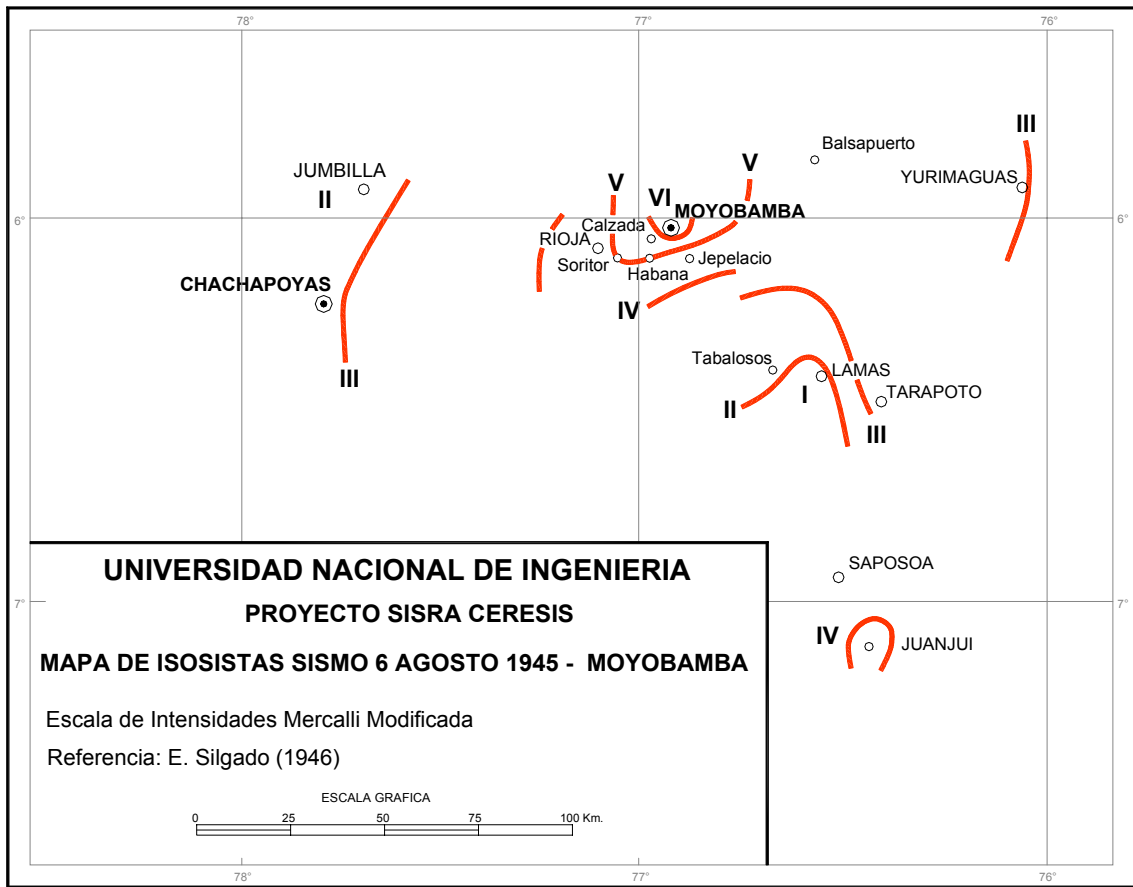 78° 77° 76°
III
Balsapuerto
V V
JUMBILLA
YURIMAGUAS
II VI
MOYOBAMBA
6° 6°
Calzada
RIOJA
Soritor Habana Jepelacio
CHACHAPOYAS
IV
Tabalosos
LAMAS
III
I
TARAPOTO
II
III
SAPOSOA
7° 7°
IV
JUANJUI
UNIVERSIDAD NACIONAL DE INGENIERIA
PROYECTO SISRA CERESIS
MAPA DE ISOSISTAS SISMO 6 AGOSTO 1945 - MOYOBAMBA
Escala de Intensidades Mercalli Modificada
Referencia: E. Silgado (1946)
ESCALA GRAFICA
0 25 50 75 100 Km.
78° 77° 76°